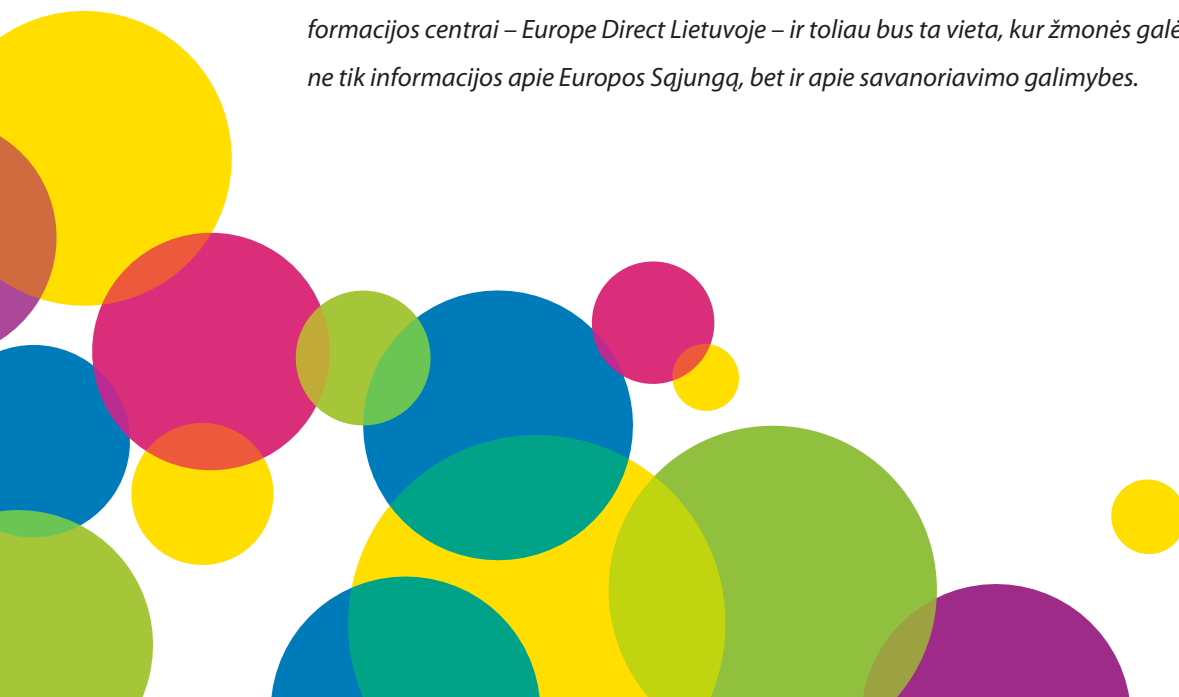 formacijos centrai – Europe Direct Lietuvoje – ir toliau bus ta vieta, kur žmonės galė
ne tik informacijos apie Europos Sąjungą, bet ir apie savanoriavimo galimybes.